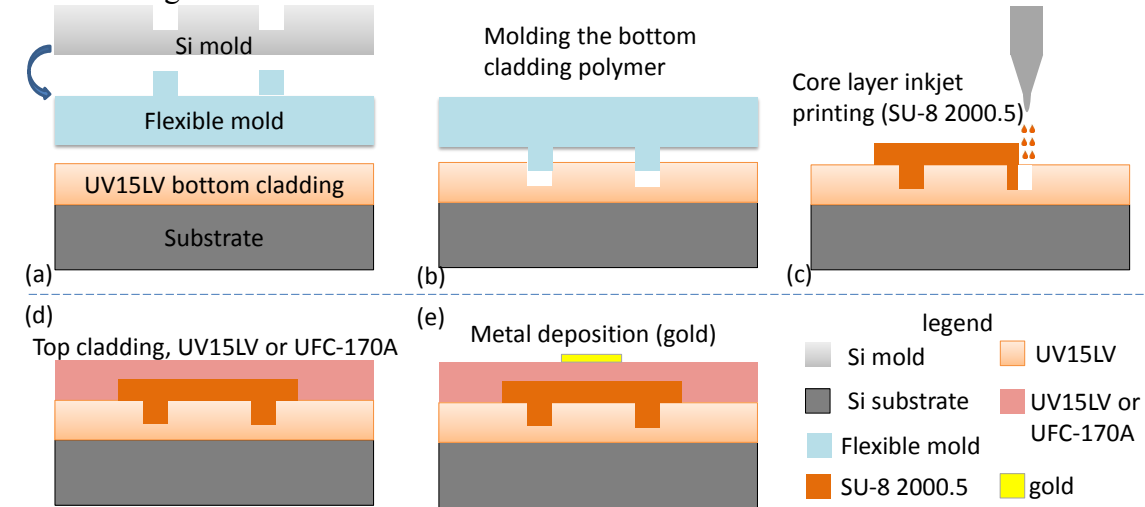 Si mold
Flexible mold
UV15LV bottom cladding
Substrate
(a)
Molding the bottom
cladding polymer
(b)
Core layer inkjet
printing (SU-8 2000.5)
(c)
(d)
Top cladding, UV15LV or UFC-170A
(e)
Metal deposition (gold)
legend
Si mold
UV15LV
Si substrate
UV15LV or
UFC-170A
Flexible mold
SU-8 2000.5
gold